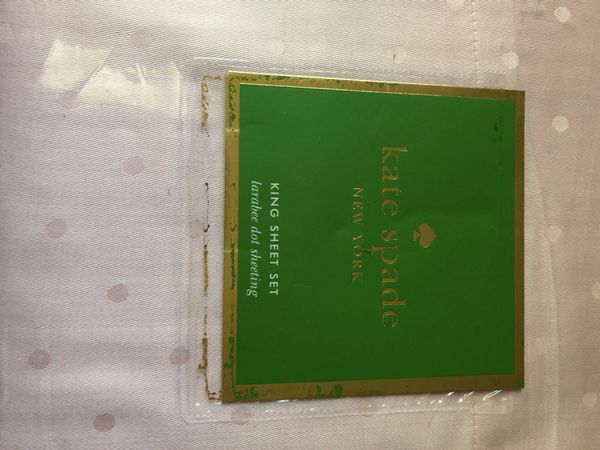 kate spade
NEW YORK
KING SHEET SET
larabee dot sheeting